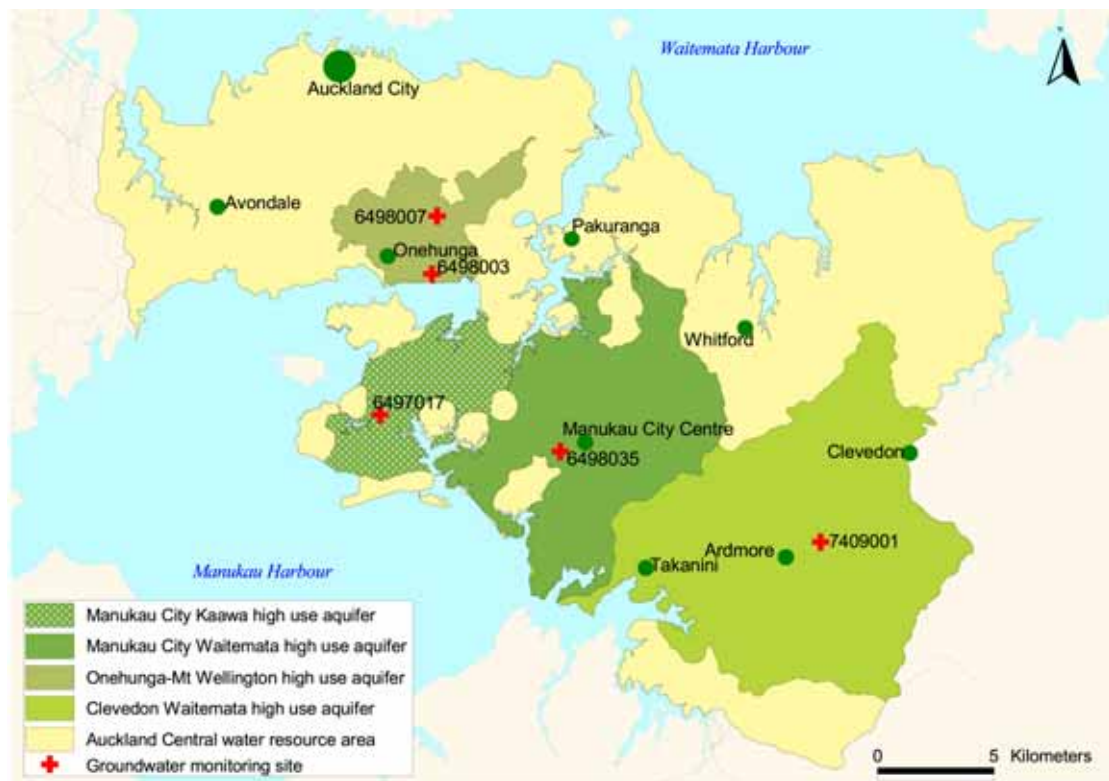 Waitemata Harbour
Auckland City
Avondale
6498007
Pakuranga
Onehunga
6498003
Whitford
6497017
Manukau City Centre
6498035
Clevedon
Ardmore
7409001
Takanini
Manukau Harbour
Manukau City Kaawa high use aquifer
Manukau City Waitemata high use aquifer
Onehunga-Mt Wellington high use aquifer
Clevedon Waitemata high use aquifer
Auckland Central water resource area
Groundwater monitoring site
0 5 Kilometers